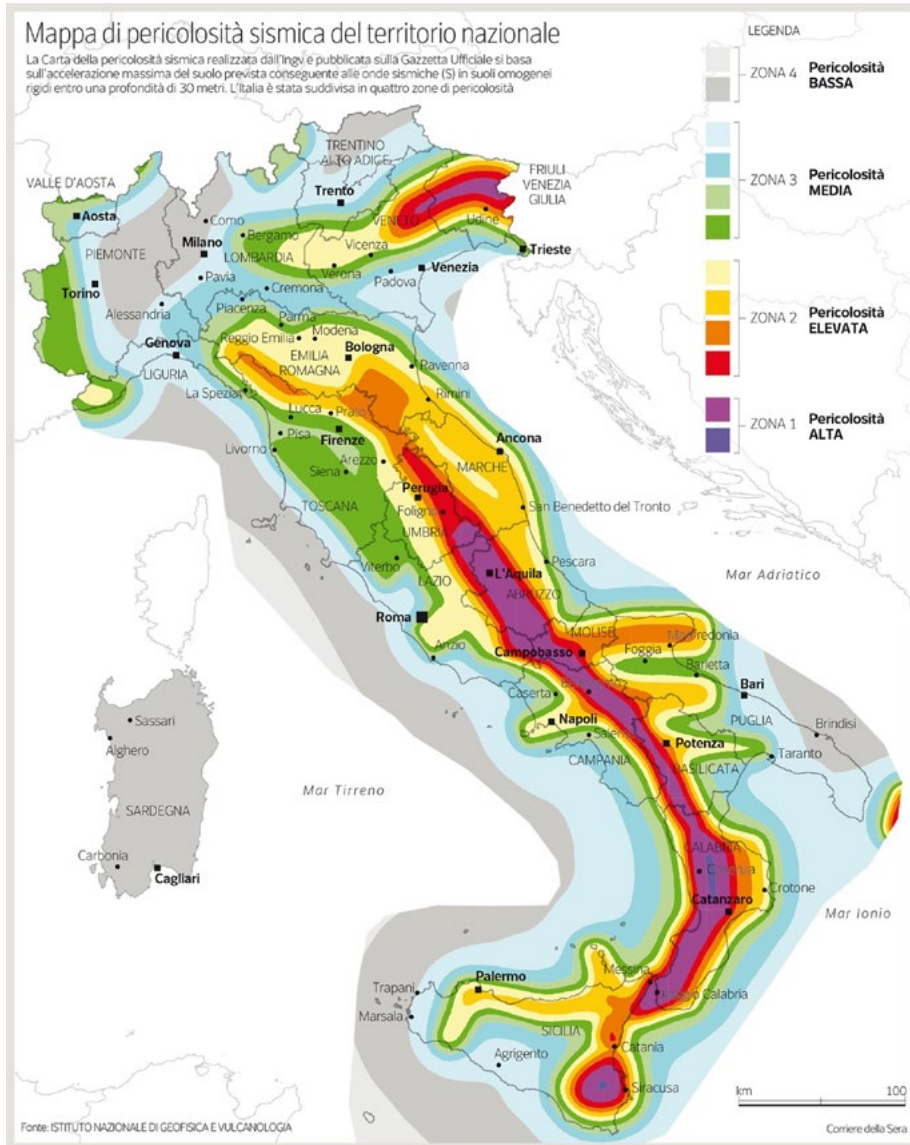 Mappa di pericolosità sismica del territorio nazionale
La Carta della pericolosità sismica realizzata dall'Ingv e pubblicata sulla Gazzetta Ufficiale si basa
sull'accelerazione massima del suolo prevista conseguente alle onde sismiche (S) in suoli omogenei
rigidi entro una profondità di 30 metri. L'Italia è stata suddivisa in quattro zone di pericolosità
LEGENDA
ZONA 4
Pericolosità
BASSA
ZONA 3
Pericolosità
MEDIA
ZONA 2
Pericolosità
ELEVATA
ZONA 1
Pericolosità
ALTA
TRENTINO
ALTO ADICE
FRIULI
VENEZIA
GIULIA
VALLE D'AOSTA
Trento
Aosta
Como
VENETO
Udine
Bergamo
Trieste
PIEMONTE
Milano
LOMBARDIA
Vicenza
Verona
Venezia
Padova
Torino
Pavia
Cremona
Alessandria
Piacenza
Parma
Genova
Reggio Emilia
Modena
Bologna
EMILIA
ROMAGNA
LIGURIA
Ravenna
La Spezia
Rimini
Lucca
Prato
Pisa
Firenze
Ancona
Livorno
Arezzo
MARCHE
Siena
Perugia
TOSCANA
Foligno
San Benedetto del Tronto
UMBRIA
Viterbo
Pescara
LAZIO
L'Aquila
ABRUZZO
Mar Adriatico
Roma
MOLISE
Manfredonia
Anzio
Campobasso
Foggia
Barletta
Caserta
Bari
Napoli
PUGLIA
Brindisi
Salerno
Potenza
CAMPANIA
BASILICATA
Taranto
Sassari
Alghero
SARDEGNA
Mar Tirreno
Carbonia
Cagliari
CALABRIA
Cosenza
Crotone
Catanzaro
Mar Ionio
Messina
Palermo
Trapani
Reggio Calabria
Marsala
SICILIA
Catania
Agrigento
Siracusa
km
100
Fonte: ISTITUTO NAZIONALE DI GEOFISICA E VULCANOLOGIA
Corriere della Sera